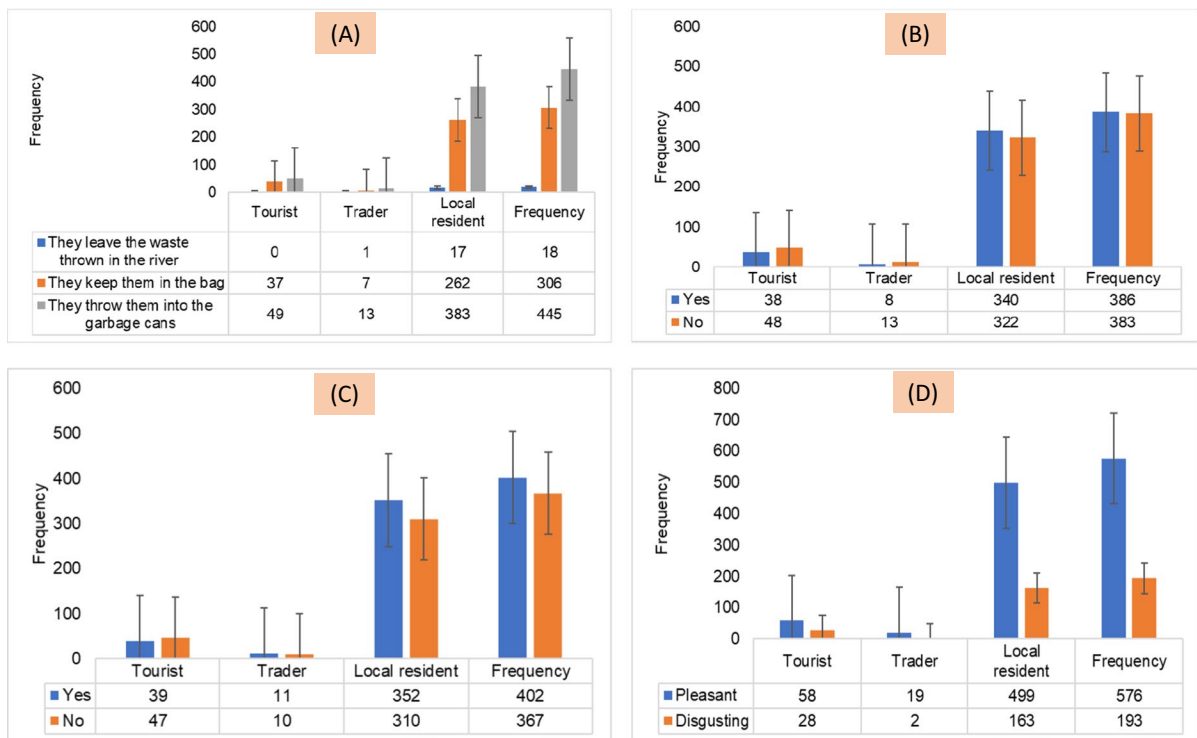 (A)
600
500
400
300
200
100
0
Frequency
Tourist Trader Local resident Frequency
They leave the waste thrown in the river 0 1 17 18
They keep them in the bag 37 7 262 306
They throw them into the garbage cans 49 13 383 445
(B)
600
500
400
300
200
100
0
Frequency
Tourist Trader Local resident Frequency
Yes 38 8 340 386
No 48 13 322 383
(C)
600
500
400
300
200
100
0
Frequency
Tourist Trader Local resident Frequency
Yes 39 11 352 402
No 47 10 310 367
(D)
800
700
600
500
400
300
200
100
0
Frequency
Tourist Trader Local resident Frequency
Pleasant 58 19 499 576
Disgusting 28 2 163 193